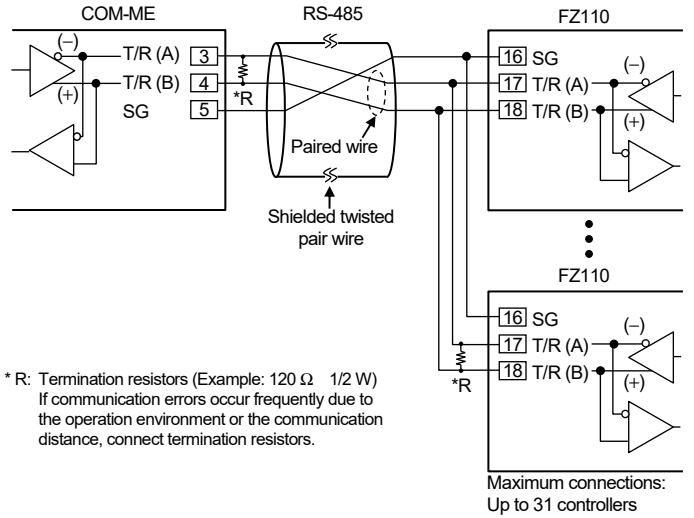 COM-ME
RS-485
FZ110
(−)
T/R (A) 3
T/R (B) 4
(+)
SG 5
*R
Paired wire
Shielded twisted
pair wire
16 SG
17 T/R (A)
(−)
18 T/R (B)
(+)
FZ110
16 SG
17 T/R (A)
(−)
18 T/R (B)
(+)
*R
* R: Termination resistors (Example: 120 Ω 1/2 W)
If communication errors occur frequently due to
the operation environment or the communication
distance, connect termination resistors.
Maximum connections:
Up to 31 controllers